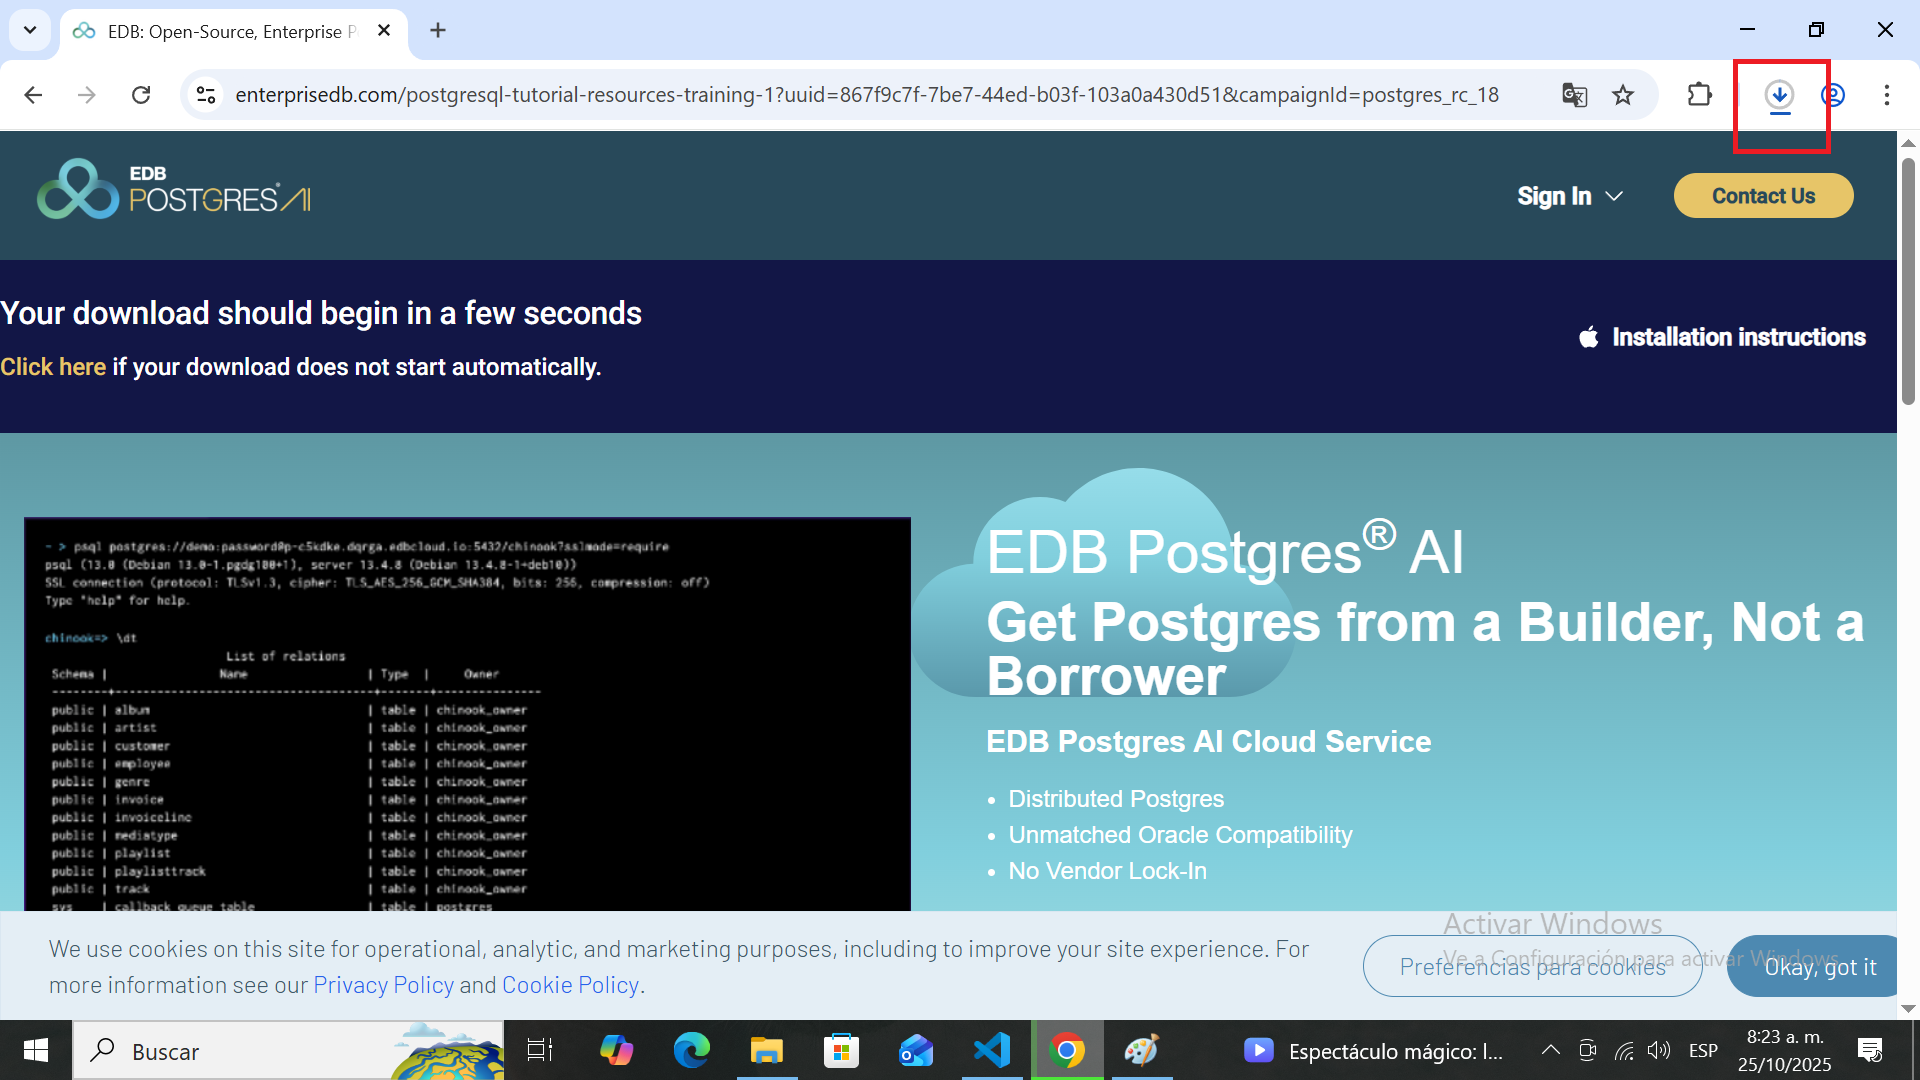 EDB: Open-Source, Enterprise P
enterprisedb.com/postgresql-tutorial-resources-training-1?uuid=867f9c7f-7be7-44ed-b03f-103a0a430d51&campaignId=postgres_rc_18
EDB
POSTGRES® AI
Sign In
Contact Us
Your download should begin in a few seconds
Click here if your download does not start automatically.
Installation instructions
~ > psql postgres://demo:password@p-c5kdke.dqrga.edbcloud.io:5432/chinook?sslmode=require
psql (13.0 (Debian 13.0-1.pgdg100+1), server 13.4.8 (Debian 13.4.8-1+deb10))
SSL connection (protocol: TLSv1.3, cipher: TLS_AES_256_GCM_SHA384, bits: 256, compression: off)
Type "help" for help.
chinook=> \dt
List of relations
Schema | Name | Type | Owner
--------+------------------------------------+-------+---------------
public | album | table | chinook_owner
public | artist | table | chinook_owner
public | customer | table | chinook_owner
public | employee | table | chinook_owner
public | genre | table | chinook_owner
public | invoice | table | chinook_owner
public | invoiceline | table | chinook_owner
public | mediatype | table | chinook_owner
public | playlist | table | chinook_owner
public | playlisttrack | table | chinook_owner
public | track | table | chinook_owner
sys | callback_queue_table | table | postgres
EDB Postgres® AI
Get Postgres from a Builder, Not a
Borrower
EDB Postgres AI Cloud Service
• Distributed Postgres
• Unmatched Oracle Compatibility
• No Vendor Lock-In
We use cookies on this site for operational, analytic, and marketing purposes, including to improve your site experience. For
more information see our Privacy Policy and Cookie Policy.
Preferencias para cookies
Okay, got it
Activar Windows
Ve a Configuración para activar Windows.
Buscar
Espectáculo mágico: l...
ESP
8:23 a. m.
25/10/2025